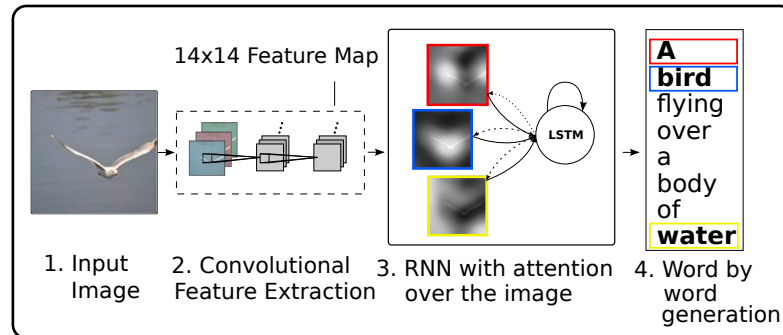 14x14 Feature Map
LSTM
A
bird
flying
over
a
body
of
water
1. Input
Image
2. Convolutional
Feature Extraction
3. RNN with attention
over the image
4. Word by
word
generation